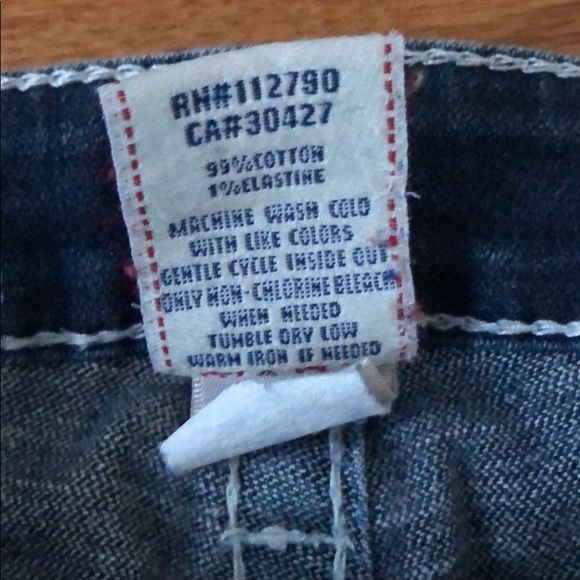 RN#112790
CA#30427
99%COTTON
1%ELASTINE
MACHINE WASH COLD
WITH LIKE COLORS
GENTLE CYCLE INSIDE OUT
ONLY NON-CHLORINE BLEACH
WHEN NEEDED
TUMBLE DRY LOW
WARM IRON IF NEEDED